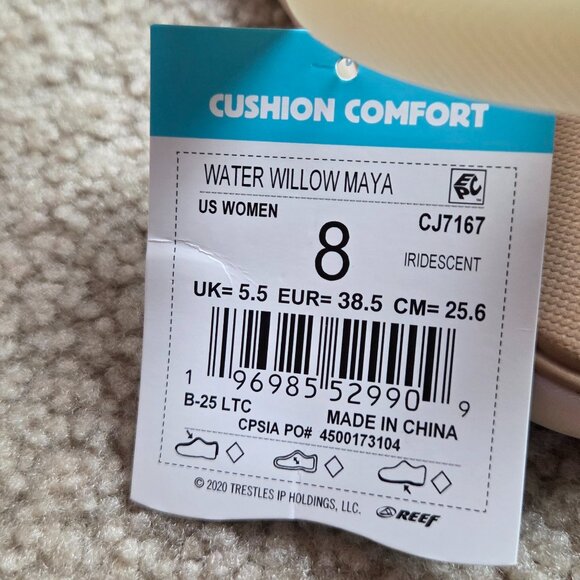 CUSHION COMFORT
WATER WILLOW MAYA
US WOMEN
CJ7167
8
IRIDESCENT
UK= 5.5 EUR= 38.5 CM= 25.6
1 96985 52990 9
B-25 LTC
MADE IN CHINA
CPSIA PO# 4500173104
© 2020 TRESTLES IP HOLDINGS, LLC.
REEF